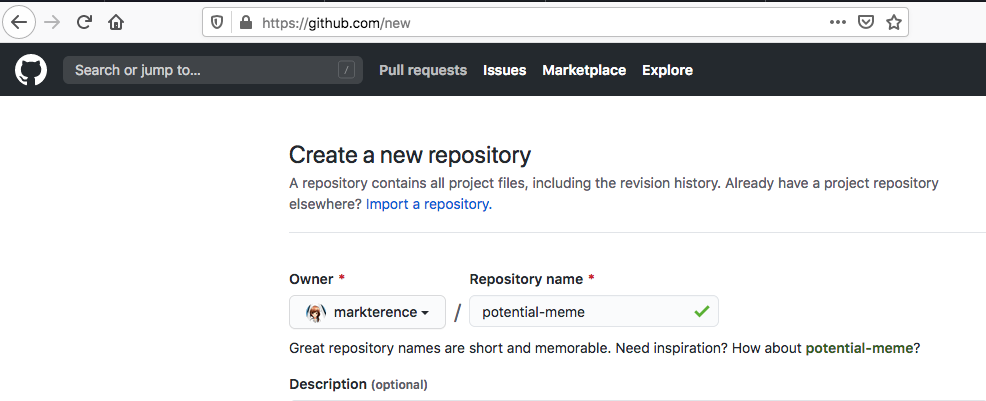 https://github.com/new
Search or jump to... /
Pull requests Issues Marketplace Explore
Create a new repository
A repository contains all project files, including the revision history. Already have a project repository
elsewhere? Import a repository.
Owner * Repository name *
markterence / potential-meme
Great repository names are short and memorable. Need inspiration? How about potential-meme?
Description (optional)